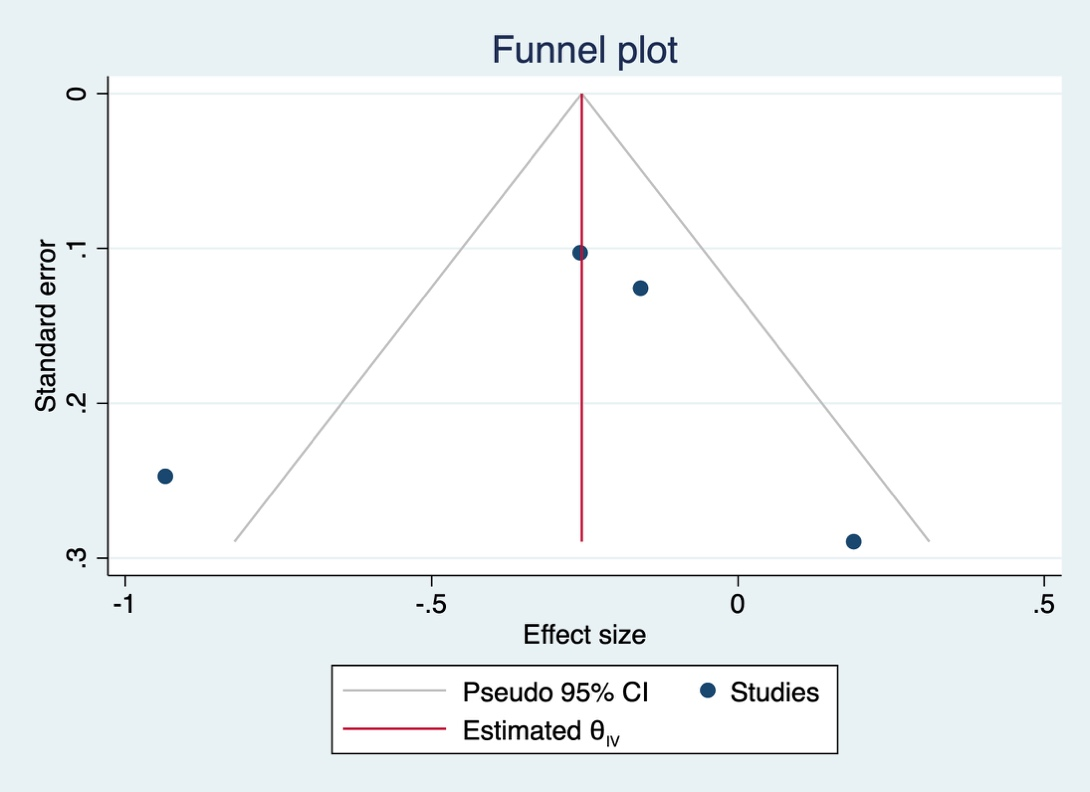 Funnel plot
Standard error
0
.1
.2
.3
-1
-.5
0
.5
Effect size
Pseudo 95% CI
Studies
Estimated θIV